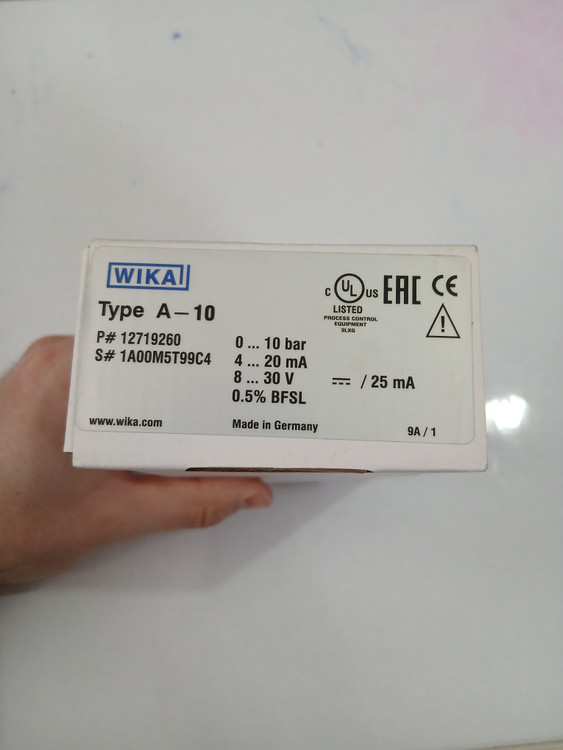 WIKA
Type A-10
P# 12719260
S# 1A00M5T99C4
0 ... 10 bar
4 ... 20 mA
8 ... 30 V ⎓ / 25 mA
0.5% BFSL
C UL US
LISTED
PROCESS CONTROL
EQUIPMENT
3LXG
EAC CE
www.wika.com
Made in Germany
9A / 1